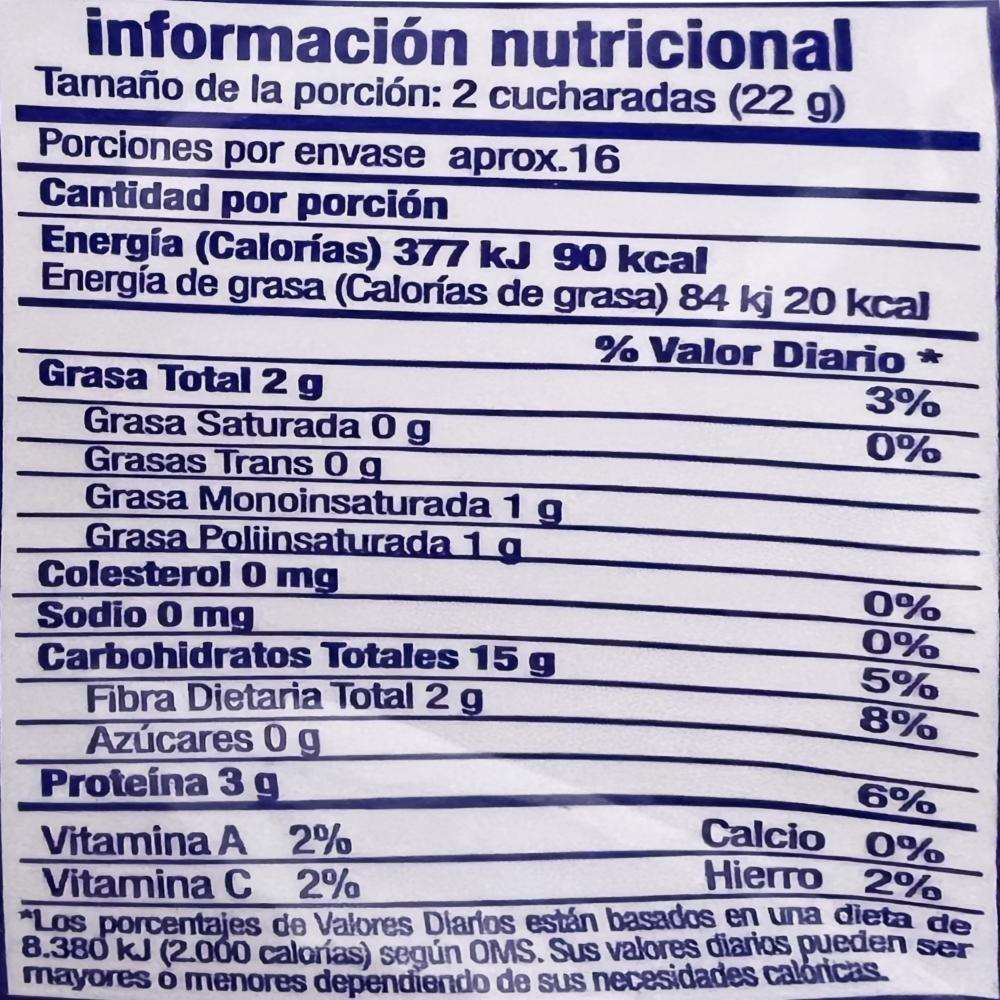 información nutricional
Tamaño de la porción: 2 cucharadas (22 g)
Porciones por envase aprox.16
Cantidad por porción
Energía (Calorías) 377 kJ 90 kcal
Energía de grasa (Calorías de grasa) 84 kj 20 kcal
% Valor Diario *
Grasa Total 2 g 3%
Grasa Saturada 0 g 0%
Grasas Trans 0 g
Grasa Monoinsaturada 1 g
Grasa Poliinsaturada 1 g
Colesterol 0 mg 0%
Sodio 0 mg 0%
Carbohidratos Totales 15 g 5%
Fibra Dietaria Total 2 g 8%
Azúcares 0 g
Proteína 3 g 6%
Vitamina A 2% Calcio 0%
Vitamina C 2% Hierro 2%
*Los porcentajes de Valores Diarios están basados en una dieta de
8.380 kJ (2.000 calorías) según OMS. Sus valores diarios pueden ser
mayores o menores dependiendo de sus necesidades calóricas.